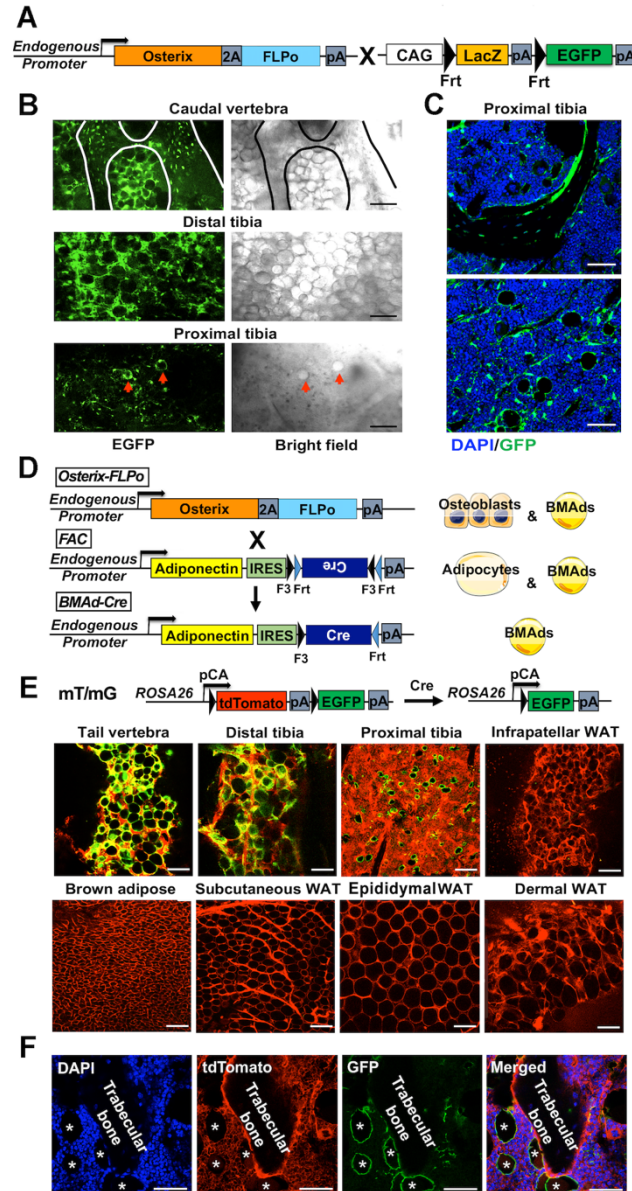 A
Endogenous
Promoter
Osterix
2A
FLPo
pA
X
CAG
LacZ
pA
EGFP
pA
Frt
Frt
B
Caudal vertebra
Distal tibia
Proximal tibia
EGFP
Bright field
C
Proximal tibia
DAPI/GFP
D
Osterix-FLPo
Endogenous
Promoter
Osterix
2A
FLPo
pA
Osteoblasts
&
BMAds
FAC
X
Endogenous
Promoter
Adiponectin
IRES
Cre
pA
F3
Frt
F3
Frt
Adipocytes
&
BMAds
BMAd-Cre
Endogenous
Promoter
Adiponectin
IRES
Cre
pA
F3
Frt
BMAds
E
mT/mG
ROSA26
pCA
tdTomato
pA
EGFP
pA
Cre
ROSA26
pCA
EGFP
pA
Tail vertebra
Distal tibia
Proximal tibia
Infrapatellar WAT
Brown adipose
Subcutaneous WAT
Epididymal WAT
Dermal WAT
F
DAPI
Trabecular
bone
*
*
*
*
tdTomato
Trabecular
bone
*
*
*
*
GFP
Trabecular
bone
*
*
*
*
Merged
Trabecular
bone
*
*
*
*